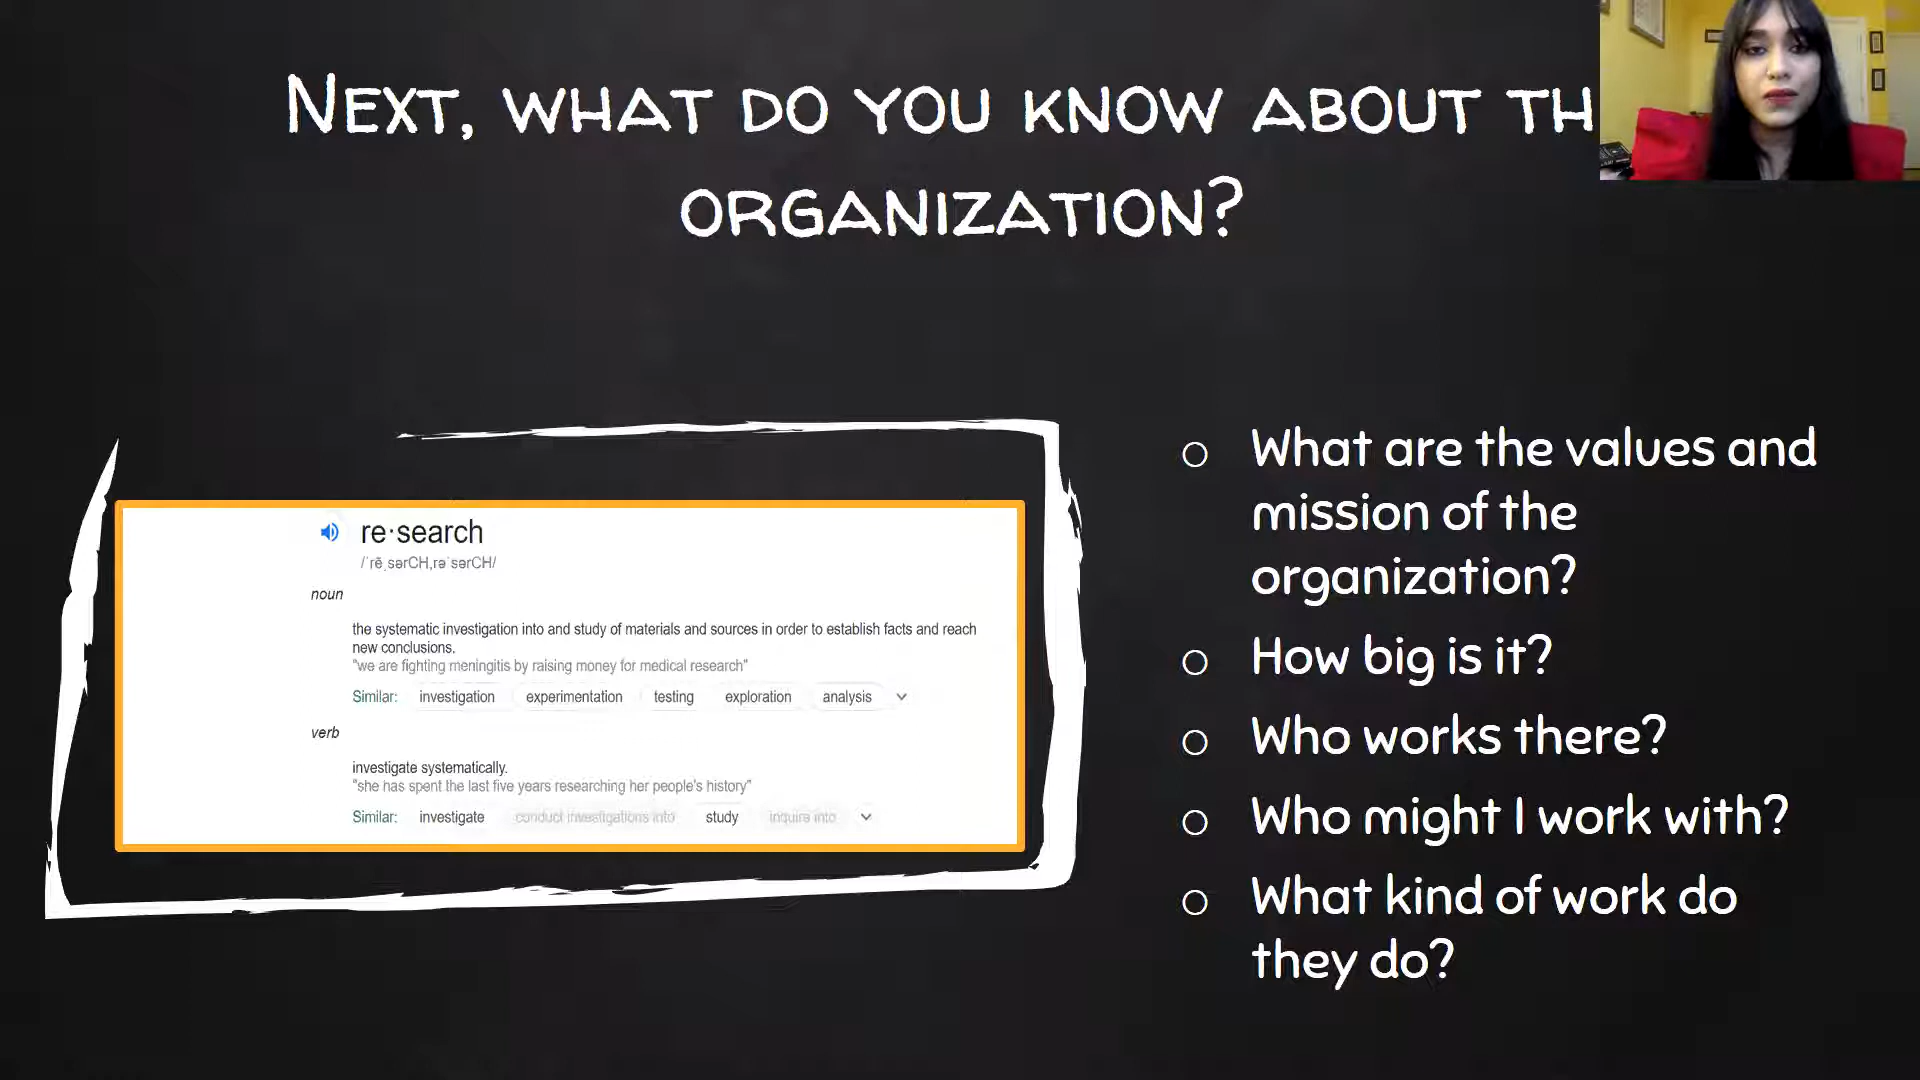 Next, what do you know about th
organization?
re·search
/ˈrēˌsərCH,rəˈsərCH/
noun
the systematic investigation into and study of materials and sources in order to establish facts and reach
new conclusions.
"we are fighting meningitis by raising money for medical research"
Similar: investigation experimentation testing exploration analysis
verb
investigate systematically.
"she has spent the last five years researching her people's history"
Similar: investigate conduct investigations into study inquire into
What are the values and
mission of the
organization?
How big is it?
Who works there?
Who might I work with?
What kind of work do
they do?